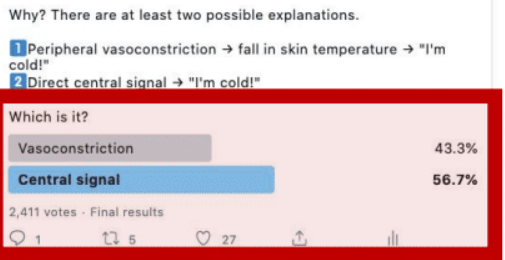 Why? There are at least two possible explanations.
1️⃣Peripheral vasoconstriction → fall in skin temperature → "I'm
cold!"
2️⃣Direct central signal → "I'm cold!"
Which is it?
Vasoconstriction 43.3%
Central signal 56.7%
2,411 votes · Final results
1 5 27